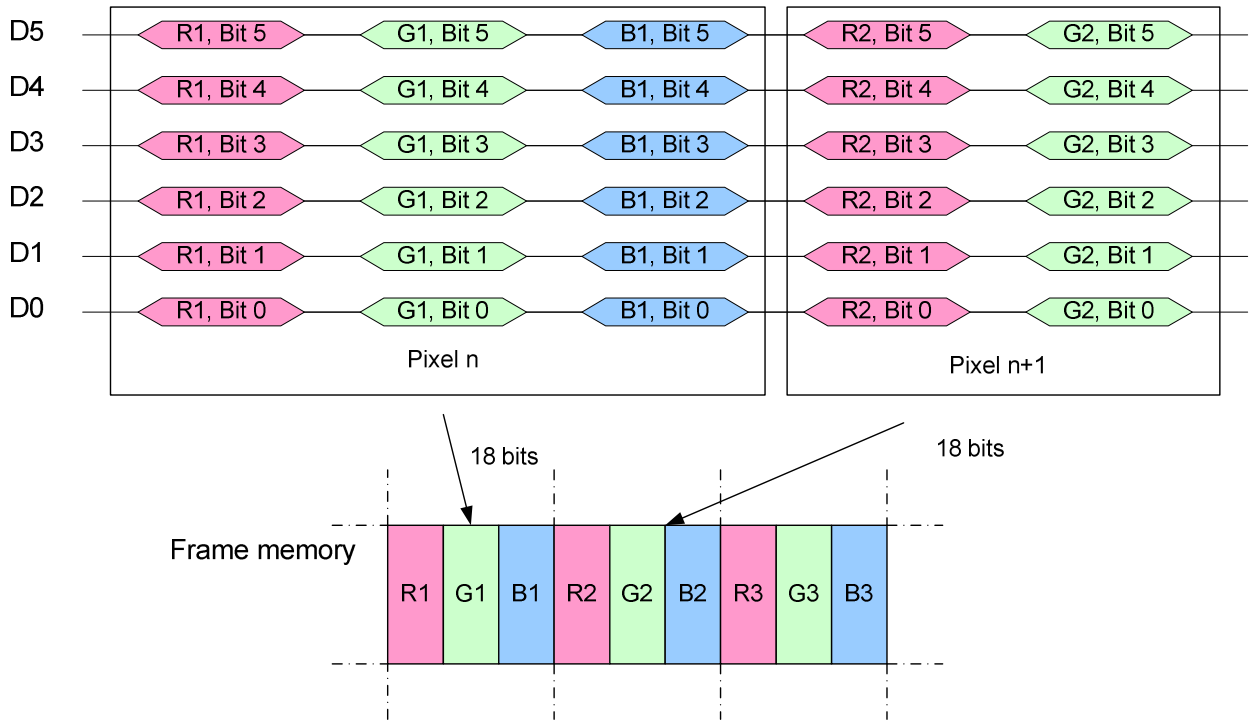 D5 R1, Bit 5 G1, Bit 5 B1, Bit 5 R2, Bit 5 G2, Bit 5
D4 R1, Bit 4 G1, Bit 4 B1, Bit 4 R2, Bit 4 G2, Bit 4
D3 R1, Bit 3 G1, Bit 3 B1, Bit 3 R2, Bit 3 G2, Bit 3
D2 R1, Bit 2 G1, Bit 2 B1, Bit 2 R2, Bit 2 G2, Bit 2
D1 R1, Bit 1 G1, Bit 1 B1, Bit 1 R2, Bit 1 G2, Bit 1
D0 R1, Bit 0 G1, Bit 0 B1, Bit 0 R2, Bit 0 G2, Bit 0
Pixel n Pixel n+1
18 bits 18 bits
Frame memory
R1 G1 B1 R2 G2 B2 R3 G3 B3